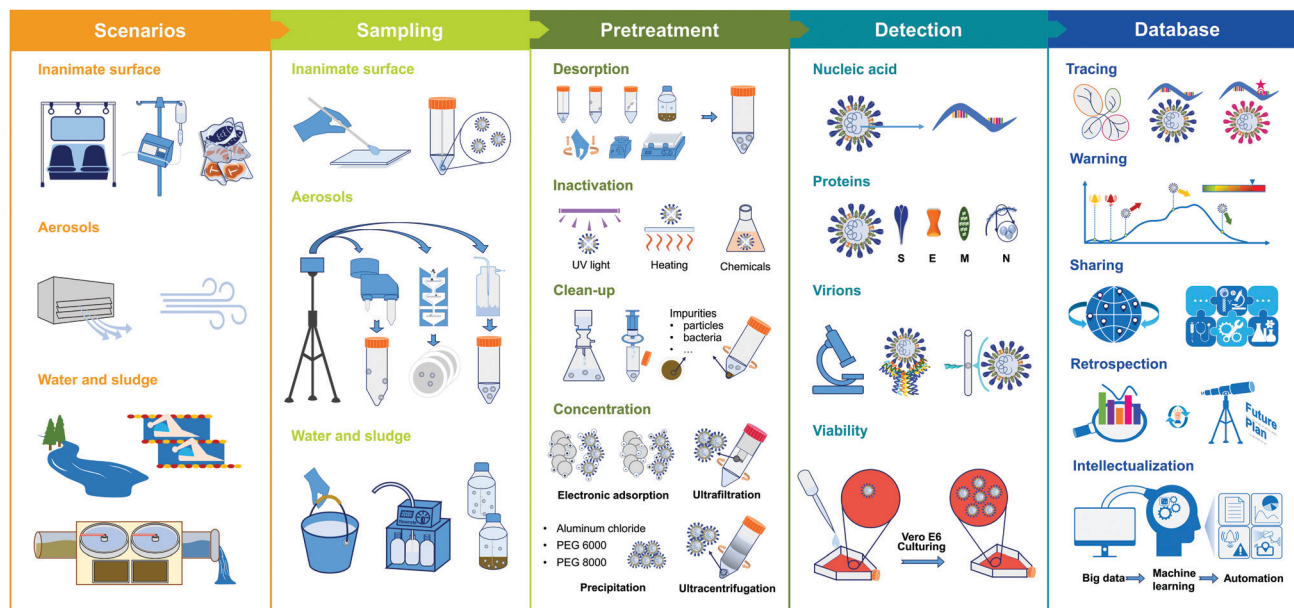 Scenarios
Sampling
Pretreatment
Detection
Database
Inanimate surface
Aerosols
Water and sludge
Inanimate surface
Aerosols
Water and sludge
Desorption
Inactivation
UV light
Heating
Chemicals
Clean-up
Impurities
• particles
• bacteria
• ...
Concentration
Electronic adsorption
Ultrafiltration
• Aluminum chloride
• PEG 6000
• PEG 8000
Precipitation
Ultracentrifugation
Nucleic acid
Proteins
S
E
M
N
Virions
Viability
Vero E6
Culturing
Tracing
Warning
Sharing
Retrospection
Future
Plan
Intellectualization
Big data
Machine
learning
Automation